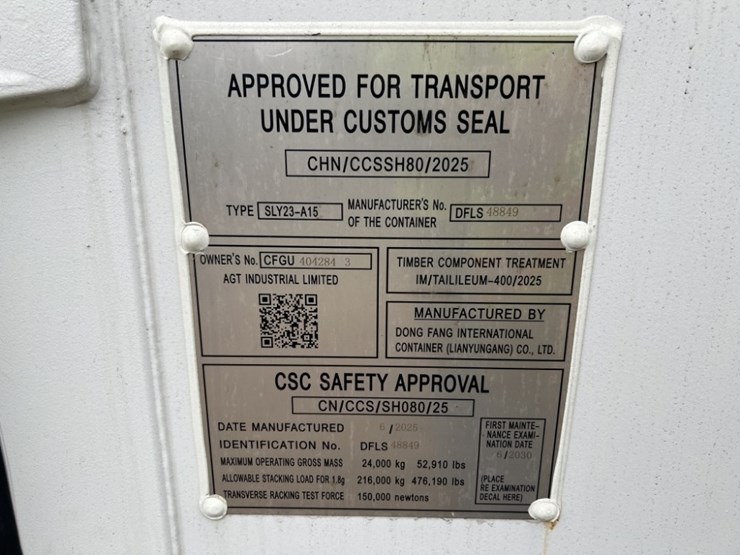 APPROVED FOR TRANSPORT
UNDER CUSTOMS SEAL
CHN/CCSSH80/2025
TYPE SLY23-A15 MANUFACTURER'S No. OF THE CONTAINER DFLS 48849
OWNER'S No. CFGU 404284 3
AGT INDUSTRIAL LIMITED
TIMBER COMPONENT TREATMENT
IM/TAILILEUM-400/2025
MANUFACTURED BY
DONG FANG INTERNATIONAL
CONTAINER (LIANYUNGANG) CO., LTD.
CSC SAFETY APPROVAL
CN/CCS/SH080/25
DATE MANUFACTURED 6/2025
IDENTIFICATION No. DFLS 48849
MAXIMUM OPERATING GROSS MASS 24,000 kg 52,910 lbs
ALLOWABLE STACKING LOAD FOR 1.8g 216,000 kg 476,190 lbs
TRANSVERSE RACKING TEST FORCE 150,000 newtons
FIRST MAINTE-
NANCE EXAMI-
NATION DATE
6/2030
(PLACE
RE EXAMINATION
DECAL HERE)